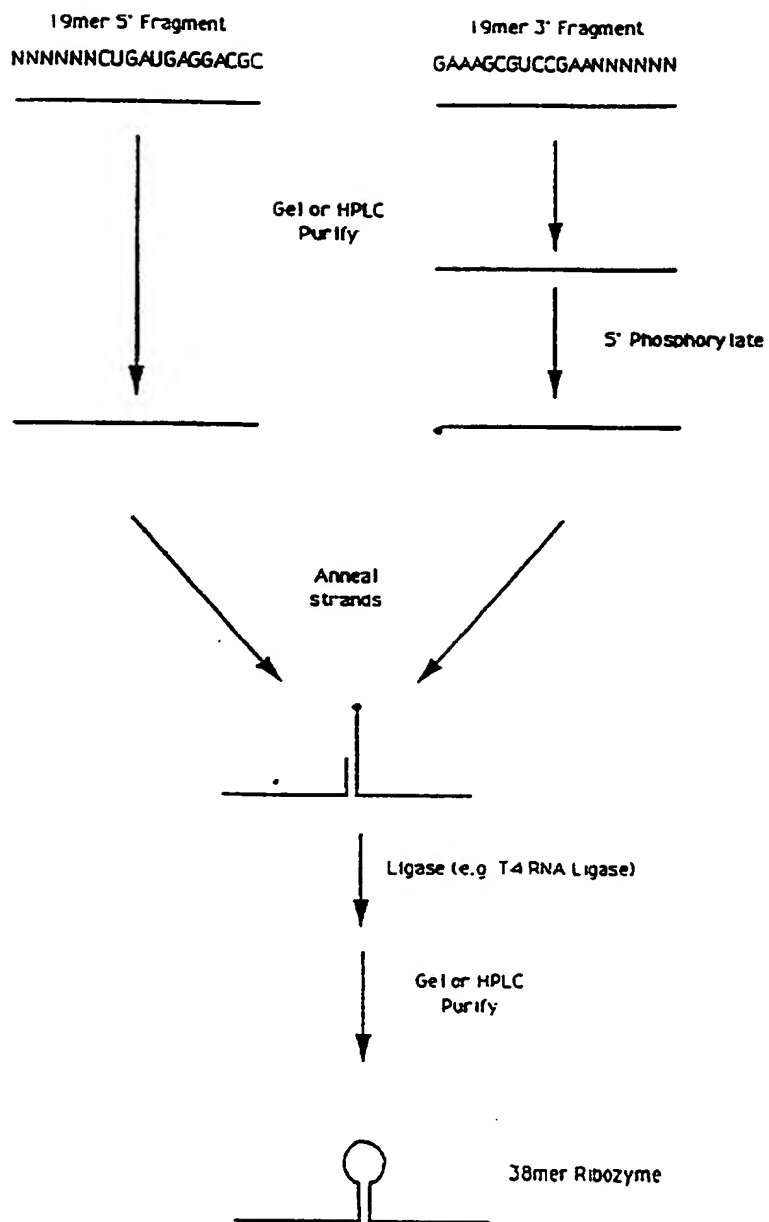 19mer 5' Fragment
NNNNNNCUGAUGAGGACGC
19mer 3' Fragment
GAAAGCGUCCGAANNNNNN
Gel or HPLC
Purify
5' Phosphorylate
Anneal
strands
Ligase (e.g T4 RNA Ligase)
Gel or HPLC
Purify
38mer Ribozyme